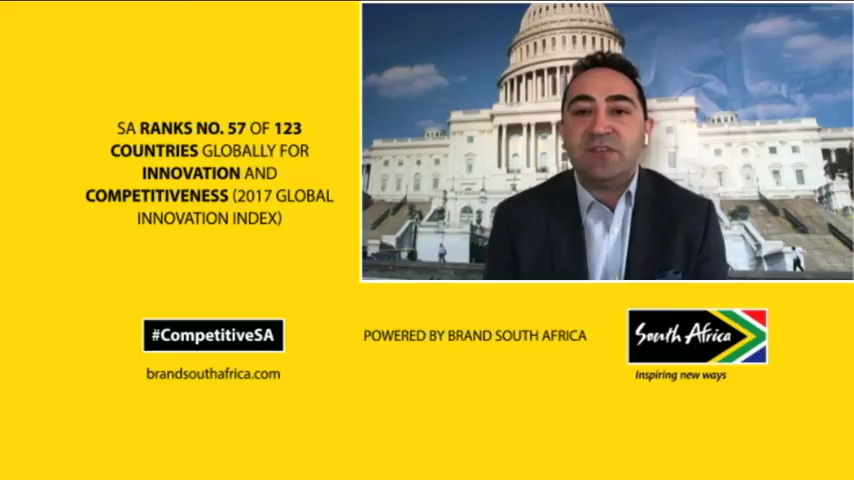 SA RANKS NO. 57 OF 123
COUNTRIES GLOBALLY FOR
INNOVATION AND
COMPETITIVENESS (2017 GLOBAL
INNOVATION INDEX)
#CompetitiveSA
brandsouthafrica.com
POWERED BY BRAND SOUTH AFRICA
South Africa
Inspiring new ways